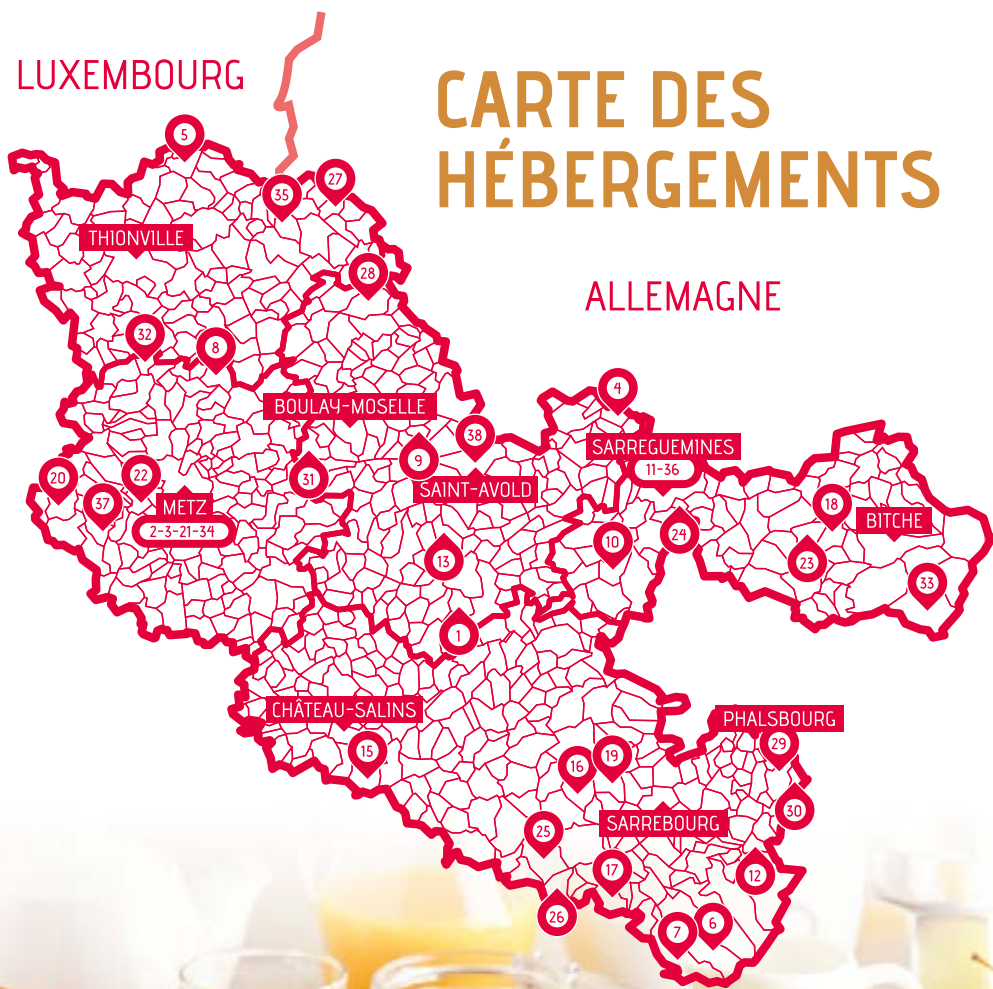 LUXEMBOURG
CARTE DES
HÉBERGEMENTS
5
27
35
THIONVILLE
28
ALLEMAGNE
32
8
4
BOULAY-MOSELLE
38
SARREGUEMINES
11-36
9
31
SAINT-AVOLD
20
22
37
METZ
2-3-21-34
18
BITCHE
10
24
13
23
33
1
CHÂTEAU-SALINS
PHALSBOURG
15
16
19
29
30
25
SARREBOURG
17
12
26
7
6